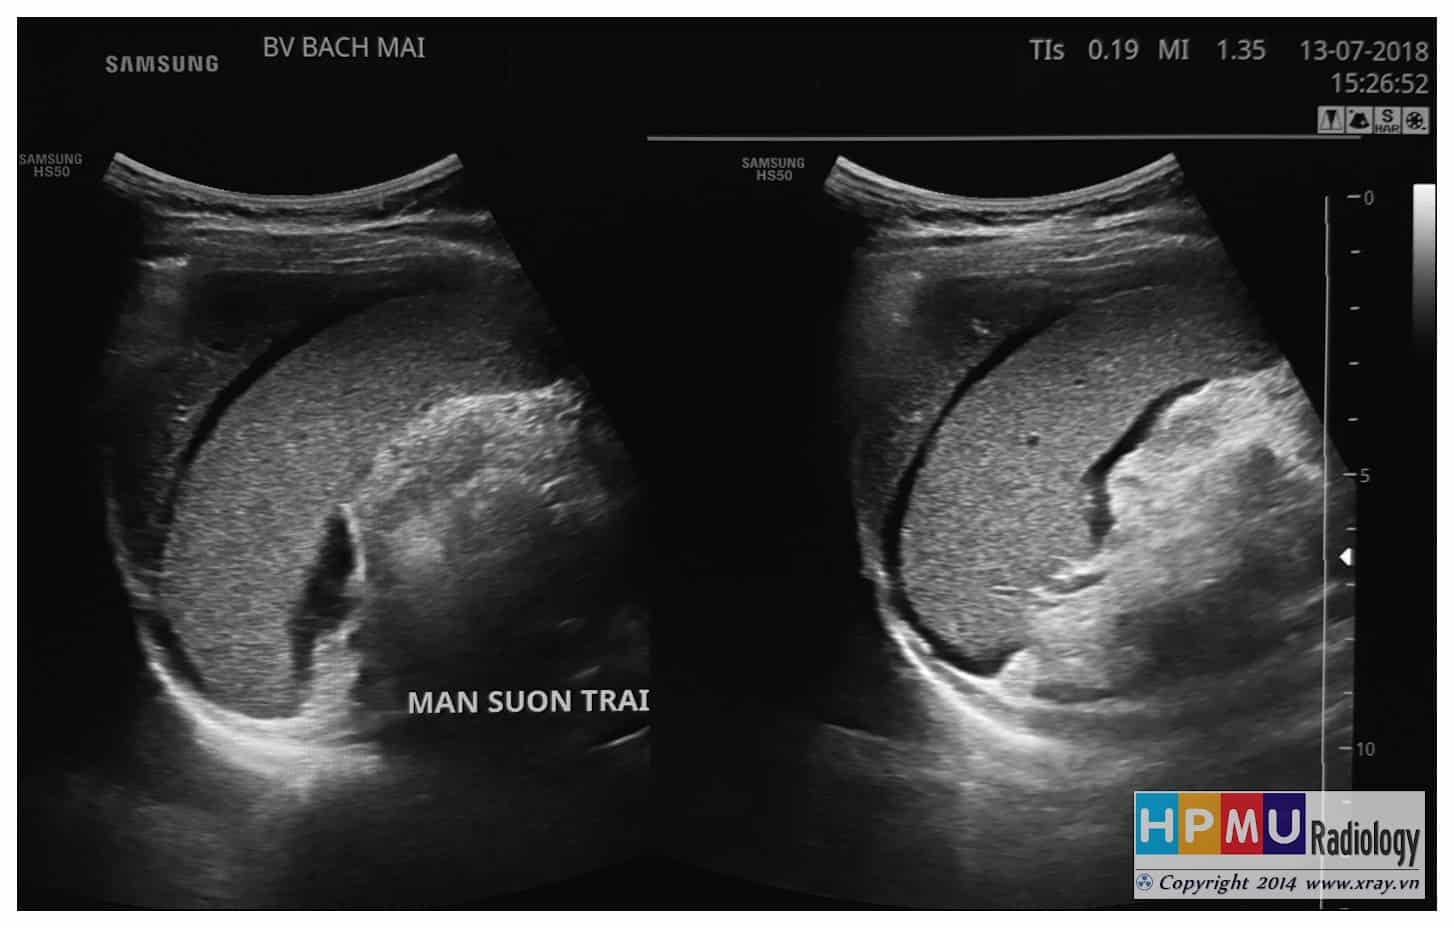 SAMSUNG
BV BACH MAI
TIs 0.19 MI 1.35 13-07-2018
15:26:52
S
HAR
SAMSUNG
HS50
SAMSUNG
HS50
0
5
10
MAN SUON TRAI
HPMU Radiology
Copyright 2014 www.xray.vn